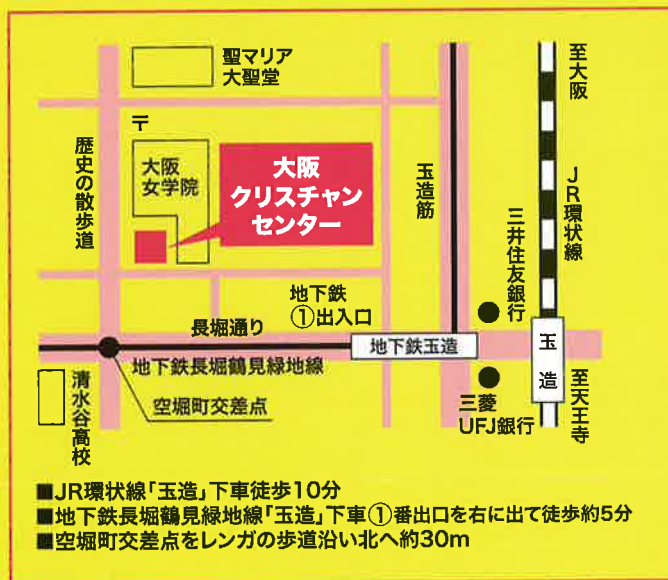 聖マリア
大聖堂
〒
大阪
女学院
大阪
クリスチャン
センター
歴史の散歩道
玉造筋
至大阪
JR環状線
三井住友銀行
地下鉄
①出入口
長堀通り
地下鉄玉造
玉造
地下鉄長堀鶴見緑地線
空堀町交差点
清水谷高校
三菱
UFJ銀行
至天王寺
■JR環状線「玉造」下車徒歩10分
■地下鉄長堀鶴見緑地線「玉造」下車①番出口を右に出て徒歩約5分
■空堀町交差点をレンガの歩道沿い北へ約30m